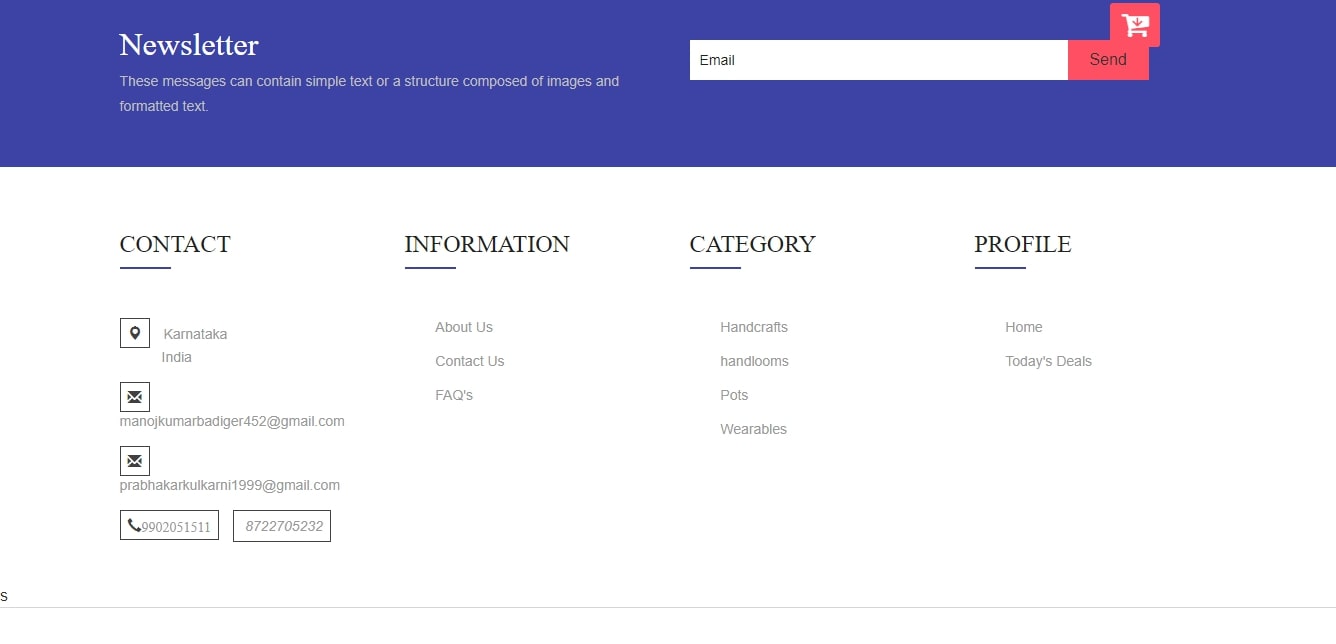 Newsletter
These messages can contain simple text or a structure composed of images and
formatted text.
Email
Send
CONTACT
Karnataka
India
manojkumarbadiger452@gmail.com
prabhakarkulkarni1999@gmail.com
9902051511 8722705232
INFORMATION
About Us
Contact Us
FAQ's
CATEGORY
Handcrafts
handlooms
Pots
Wearables
PROFILE
Home
Today's Deals
s